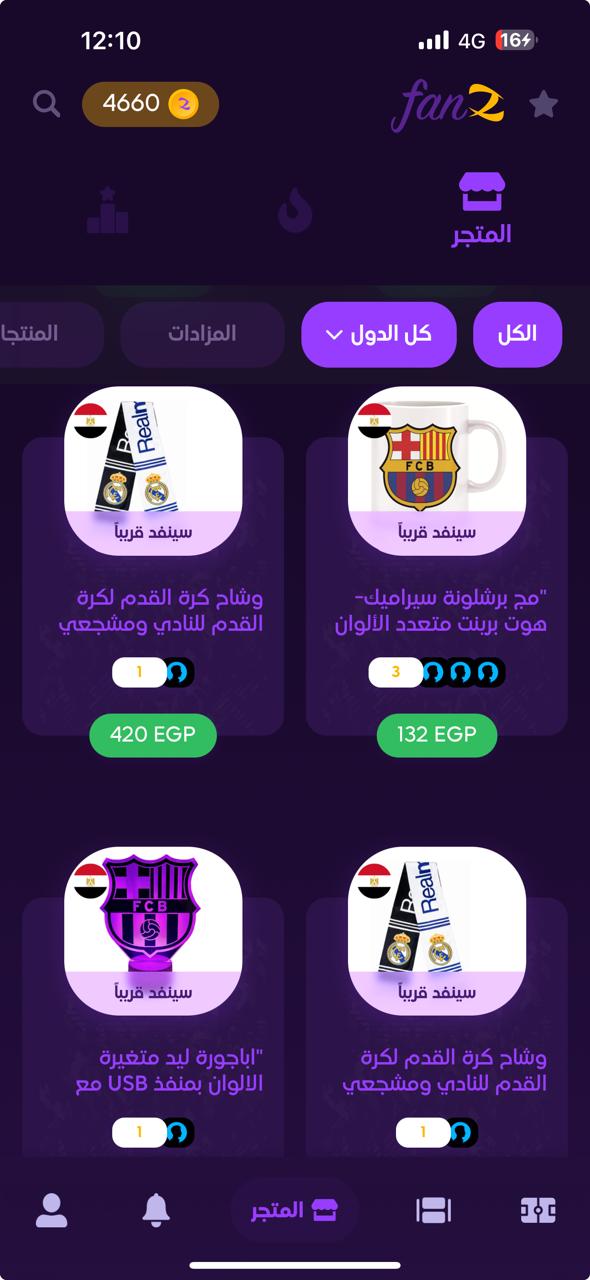 12:10
4G
16
4660
fan2
المتجر
الكل
كل الدول
المزادات
المنتجا
FCB
سينفد قريباً
"مج برشلونة سيراميك-
هوت برينت متعدد الألوان
3
132 EGP
Realm
سينفد قريباً
وشاح كرة القدم لكرة
القدم للنادي ومشجعي
1
420 EGP
Realm
سينفد قريباً
وشاح كرة القدم لكرة
القدم للنادي ومشجعي
1
FCB
سينفد قريباً
"اباجورة ليد متغيرة
الالوان بمنفذ USB مع
1
المتجر